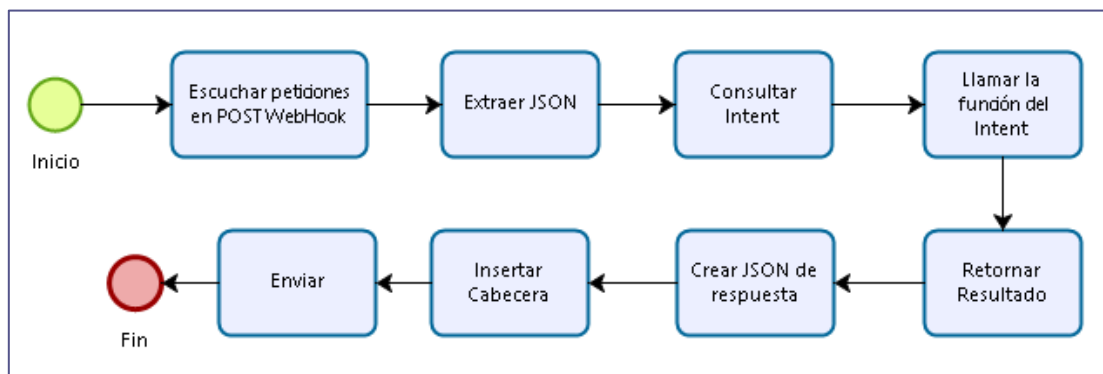 Inicio
Escuchar peticiones
en POST WebHook
Extraer JSON
Consultar
Intent
Llamar la
función del
Intent
Retornar
Resultado
Crear JSON de
respuesta
Insertar
Cabecera
Enviar
Fin